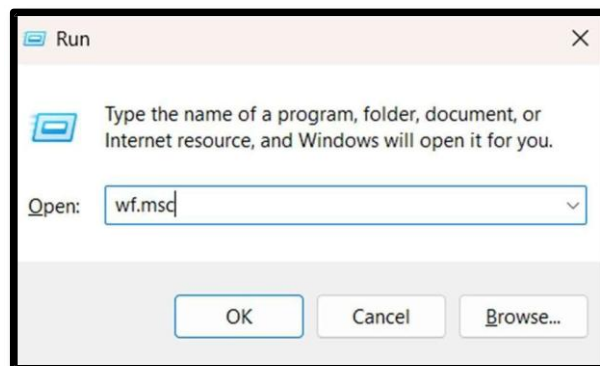 Run
Type the name of a program, folder, document, or
Internet resource, and Windows will open it for you.
Open: wf.msc
OK Cancel Browse...